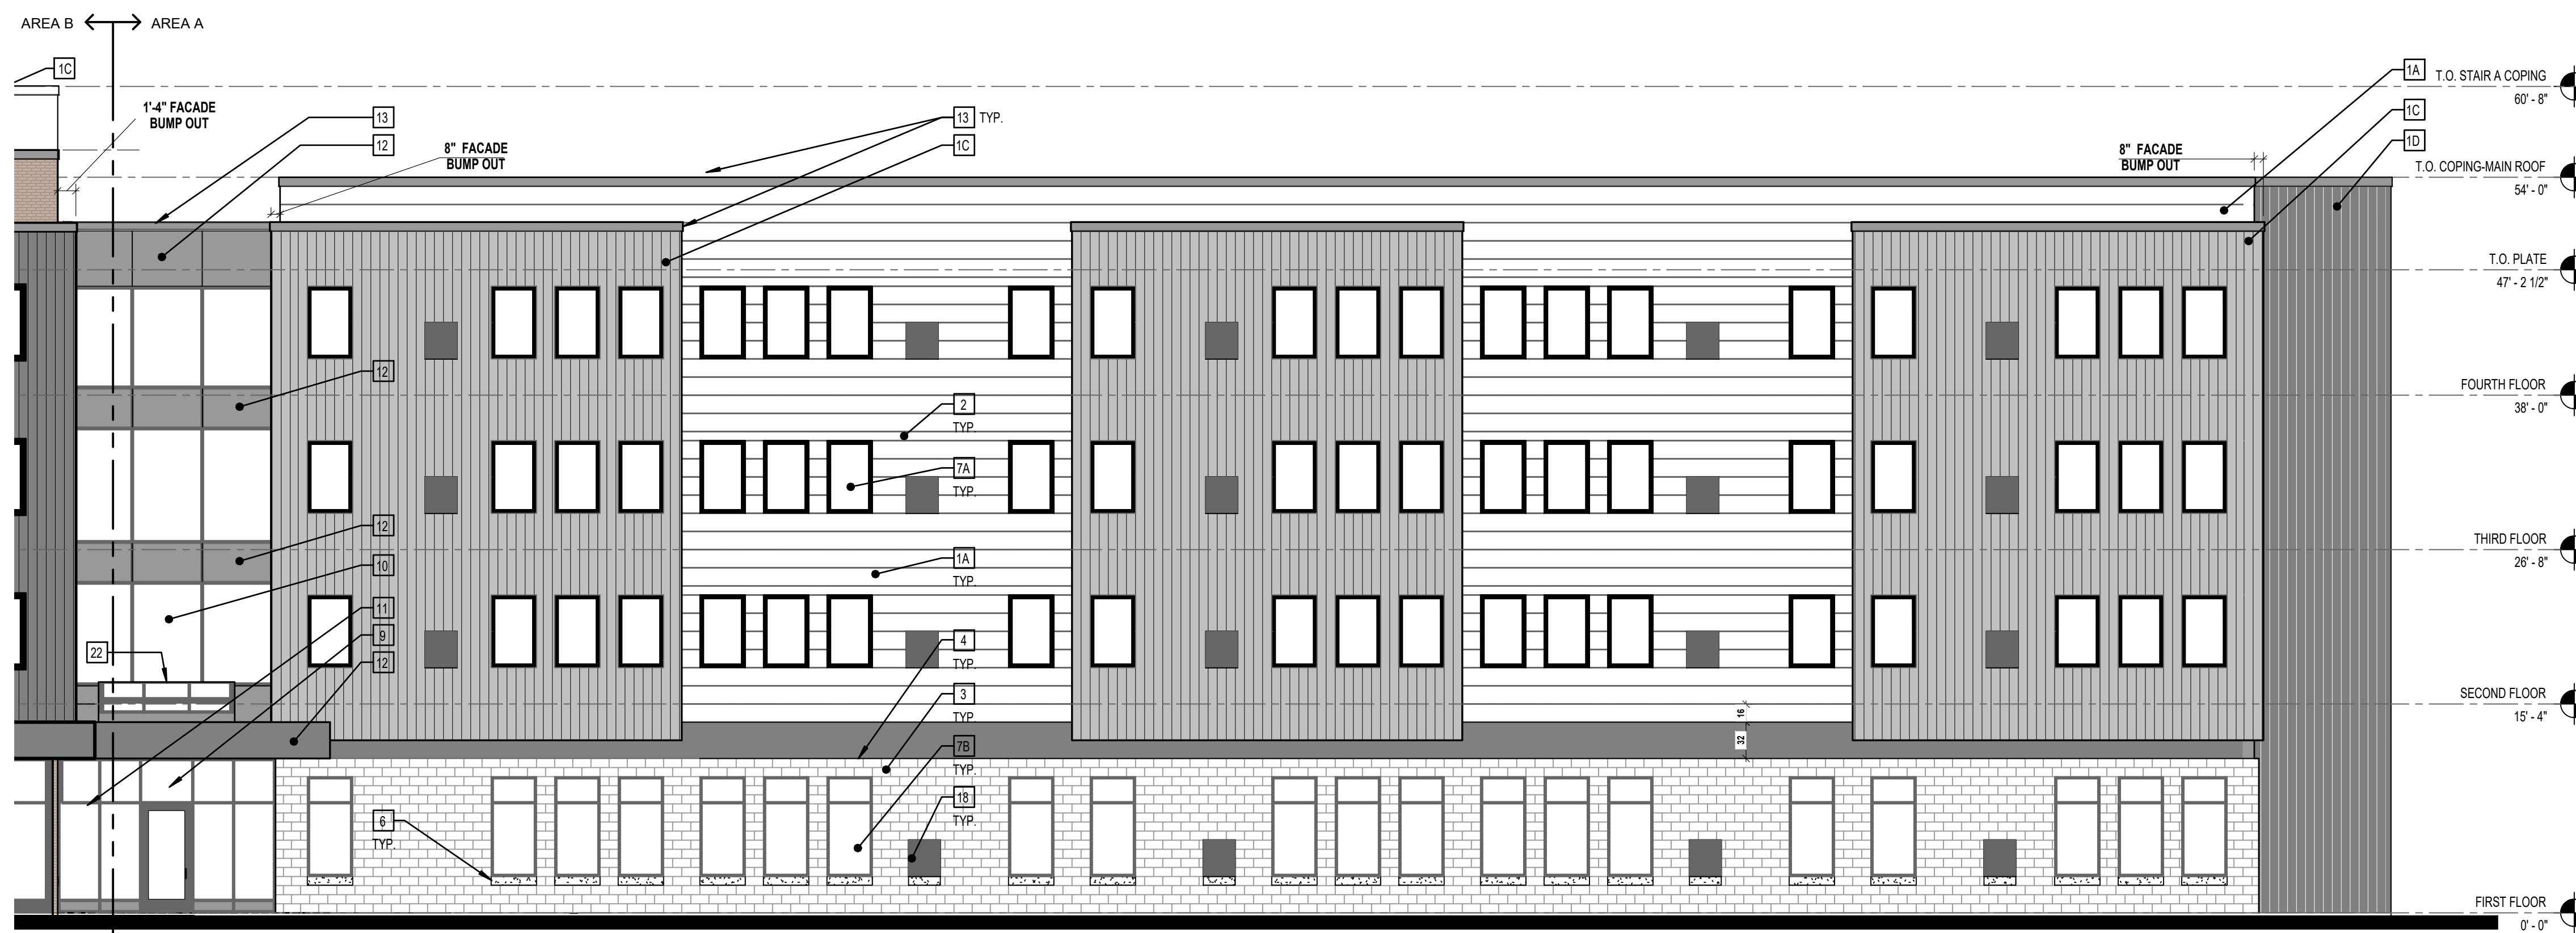 AREA B
AREA A
1C
1'-4" FACADE
BUMP OUT
13
12
8" FACADE
BUMP OUT
13 TYP.
1C
8" FACADE
BUMP OUT
1A
1C
1D
T.O. STAIR A COPING
60' - 8"
T.O. COPING-MAIN ROOF
54' - 0"
T.O. PLATE
47' - 2 1/2"
FOURTH FLOOR
38' - 0"
THIRD FLOOR
26' - 8"
SECOND FLOOR
15' - 4"
FIRST FLOOR
0' - 0"
12
12
10
11
9
12
22
6
TYP.
2
TYP.
7A
TYP.
1A
TYP.
4
TYP.
3
TYP.
7B
TYP.
18
TYP.
16
32